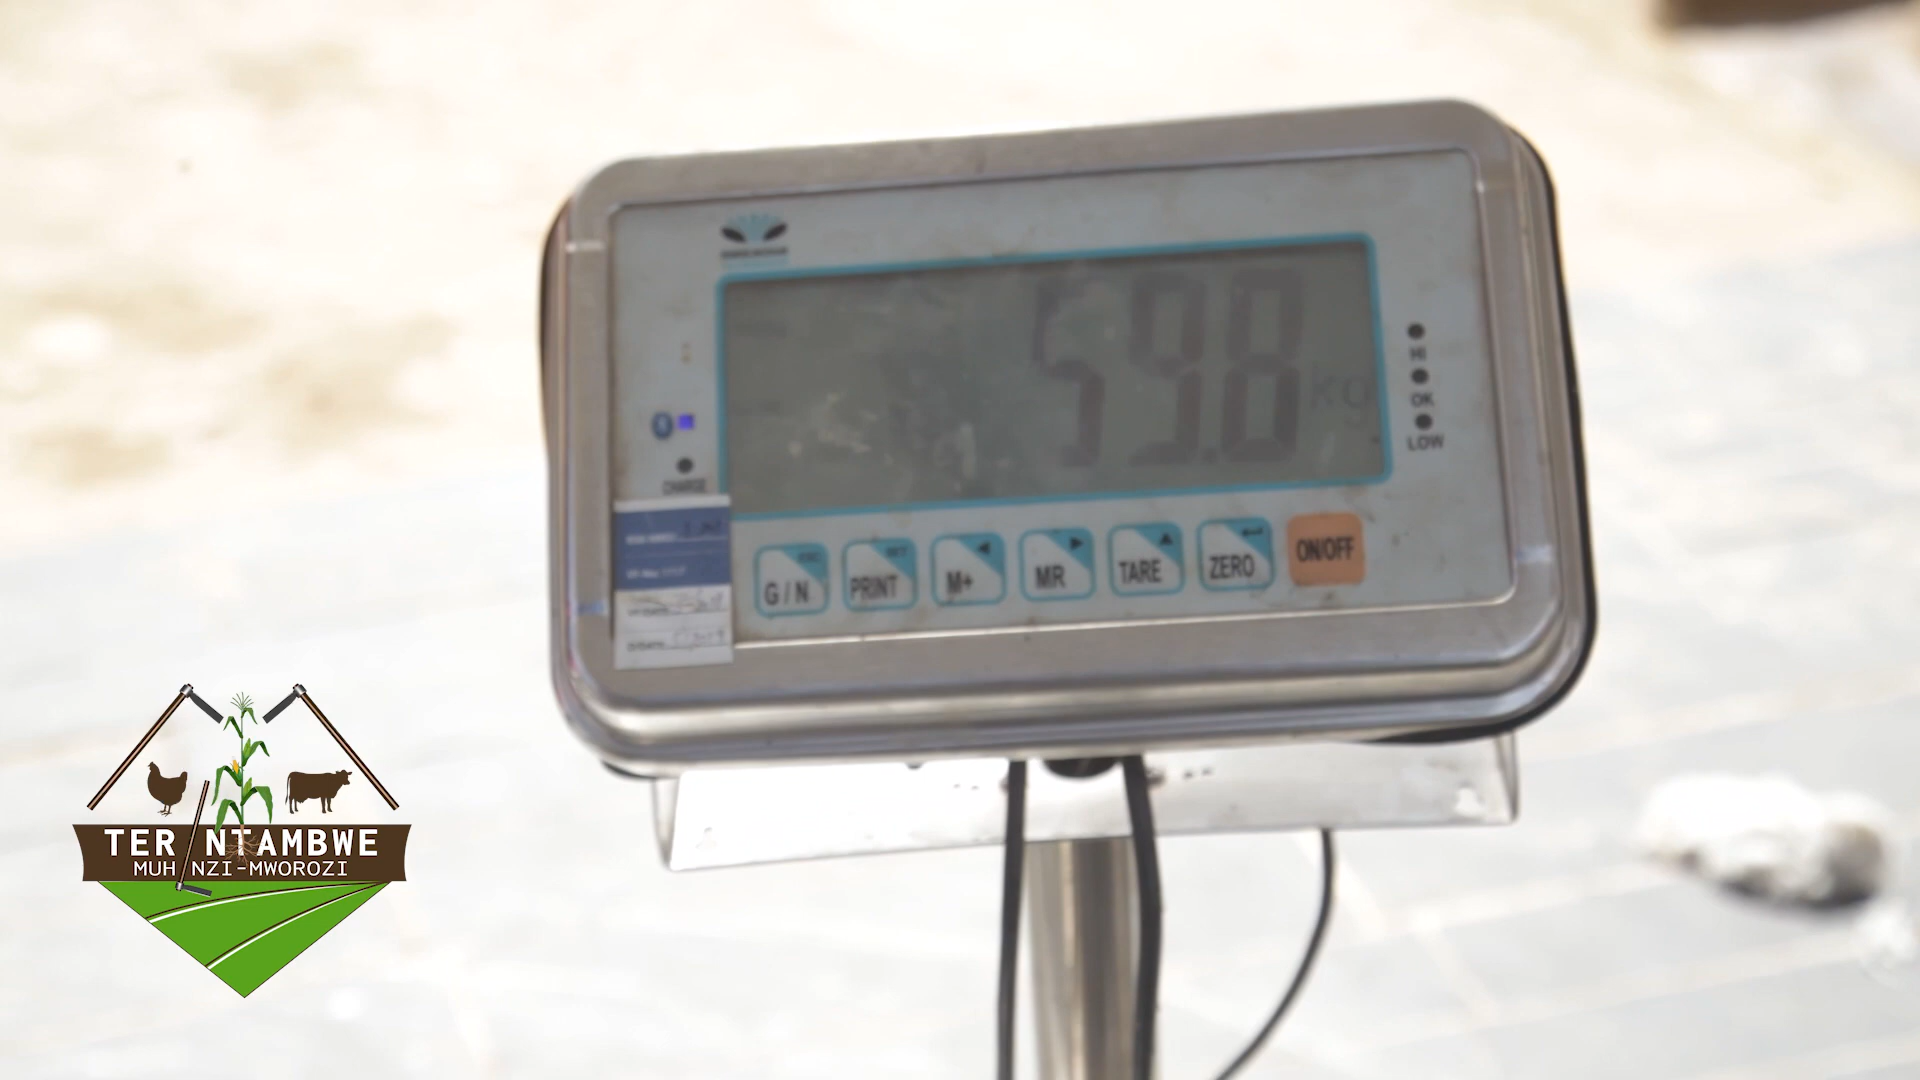 59.8 kg
HI
OK
LOW
CHARGE
G / N
PRINT
M+
MR
TARE
ZERO
ON/OFF
TER NTAMBWE
MUH NZI-MWOROZI